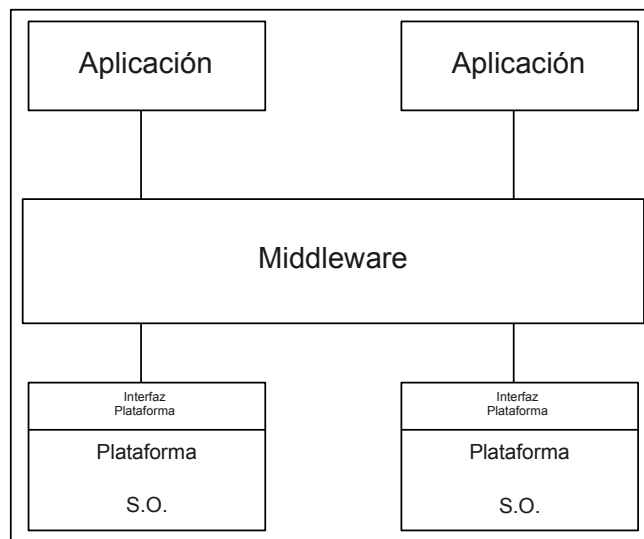 Aplicación
Aplicación
Middleware
Interfaz
Plataforma
Plataforma
S.O.
Interfaz
Plataforma
Plataforma
S.O.